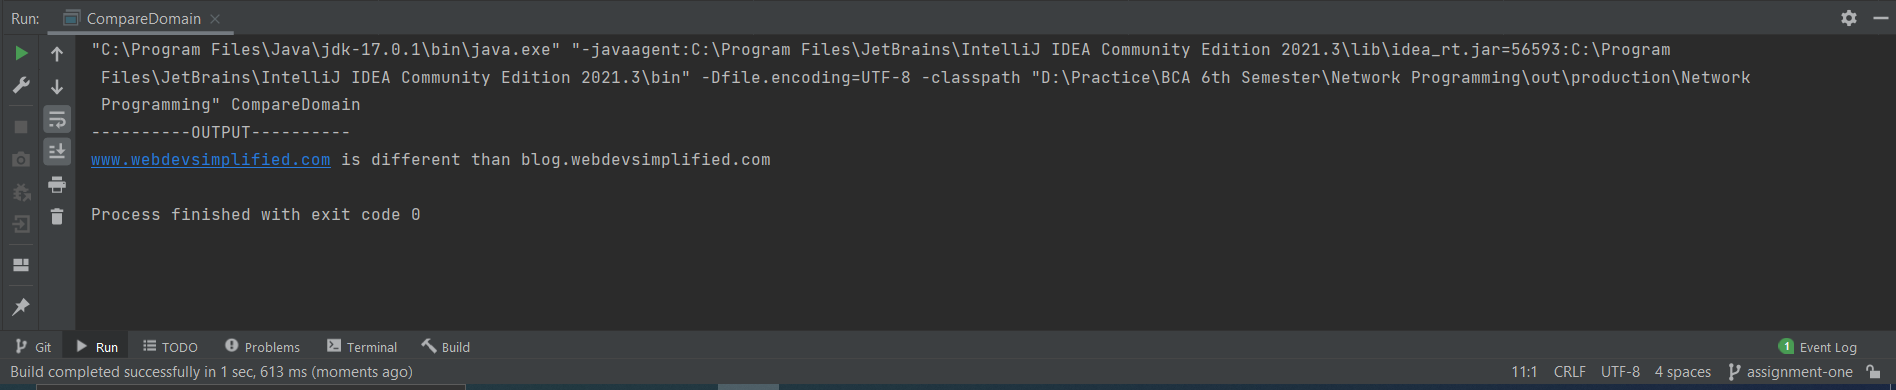 Run: CompareDomain
"C:\Program Files\Java\jdk-17.0.1\bin\java.exe" "-javaagent:C:\Program Files\JetBrains\IntelliJ IDEA Community Edition 2021.3\lib\idea_rt.jar=56593:C:\Program
Files\JetBrains\IntelliJ IDEA Community Edition 2021.3\bin" -Dfile.encoding=UTF-8 -classpath "D:\Practice\BCA 6th Semester\Network Programming\out\production\Network
Programming" CompareDomain
----------OUTPUT----------
www.webdevsimplified.com is different than blog.webdevsimplified.com
Process finished with exit code 0
Git Run TODO Problems Terminal Build 1 Event Log
Build completed successfully in 1 sec, 613 ms (moments ago) 11:1 CRLF UTF-8 4 spaces assignment-one